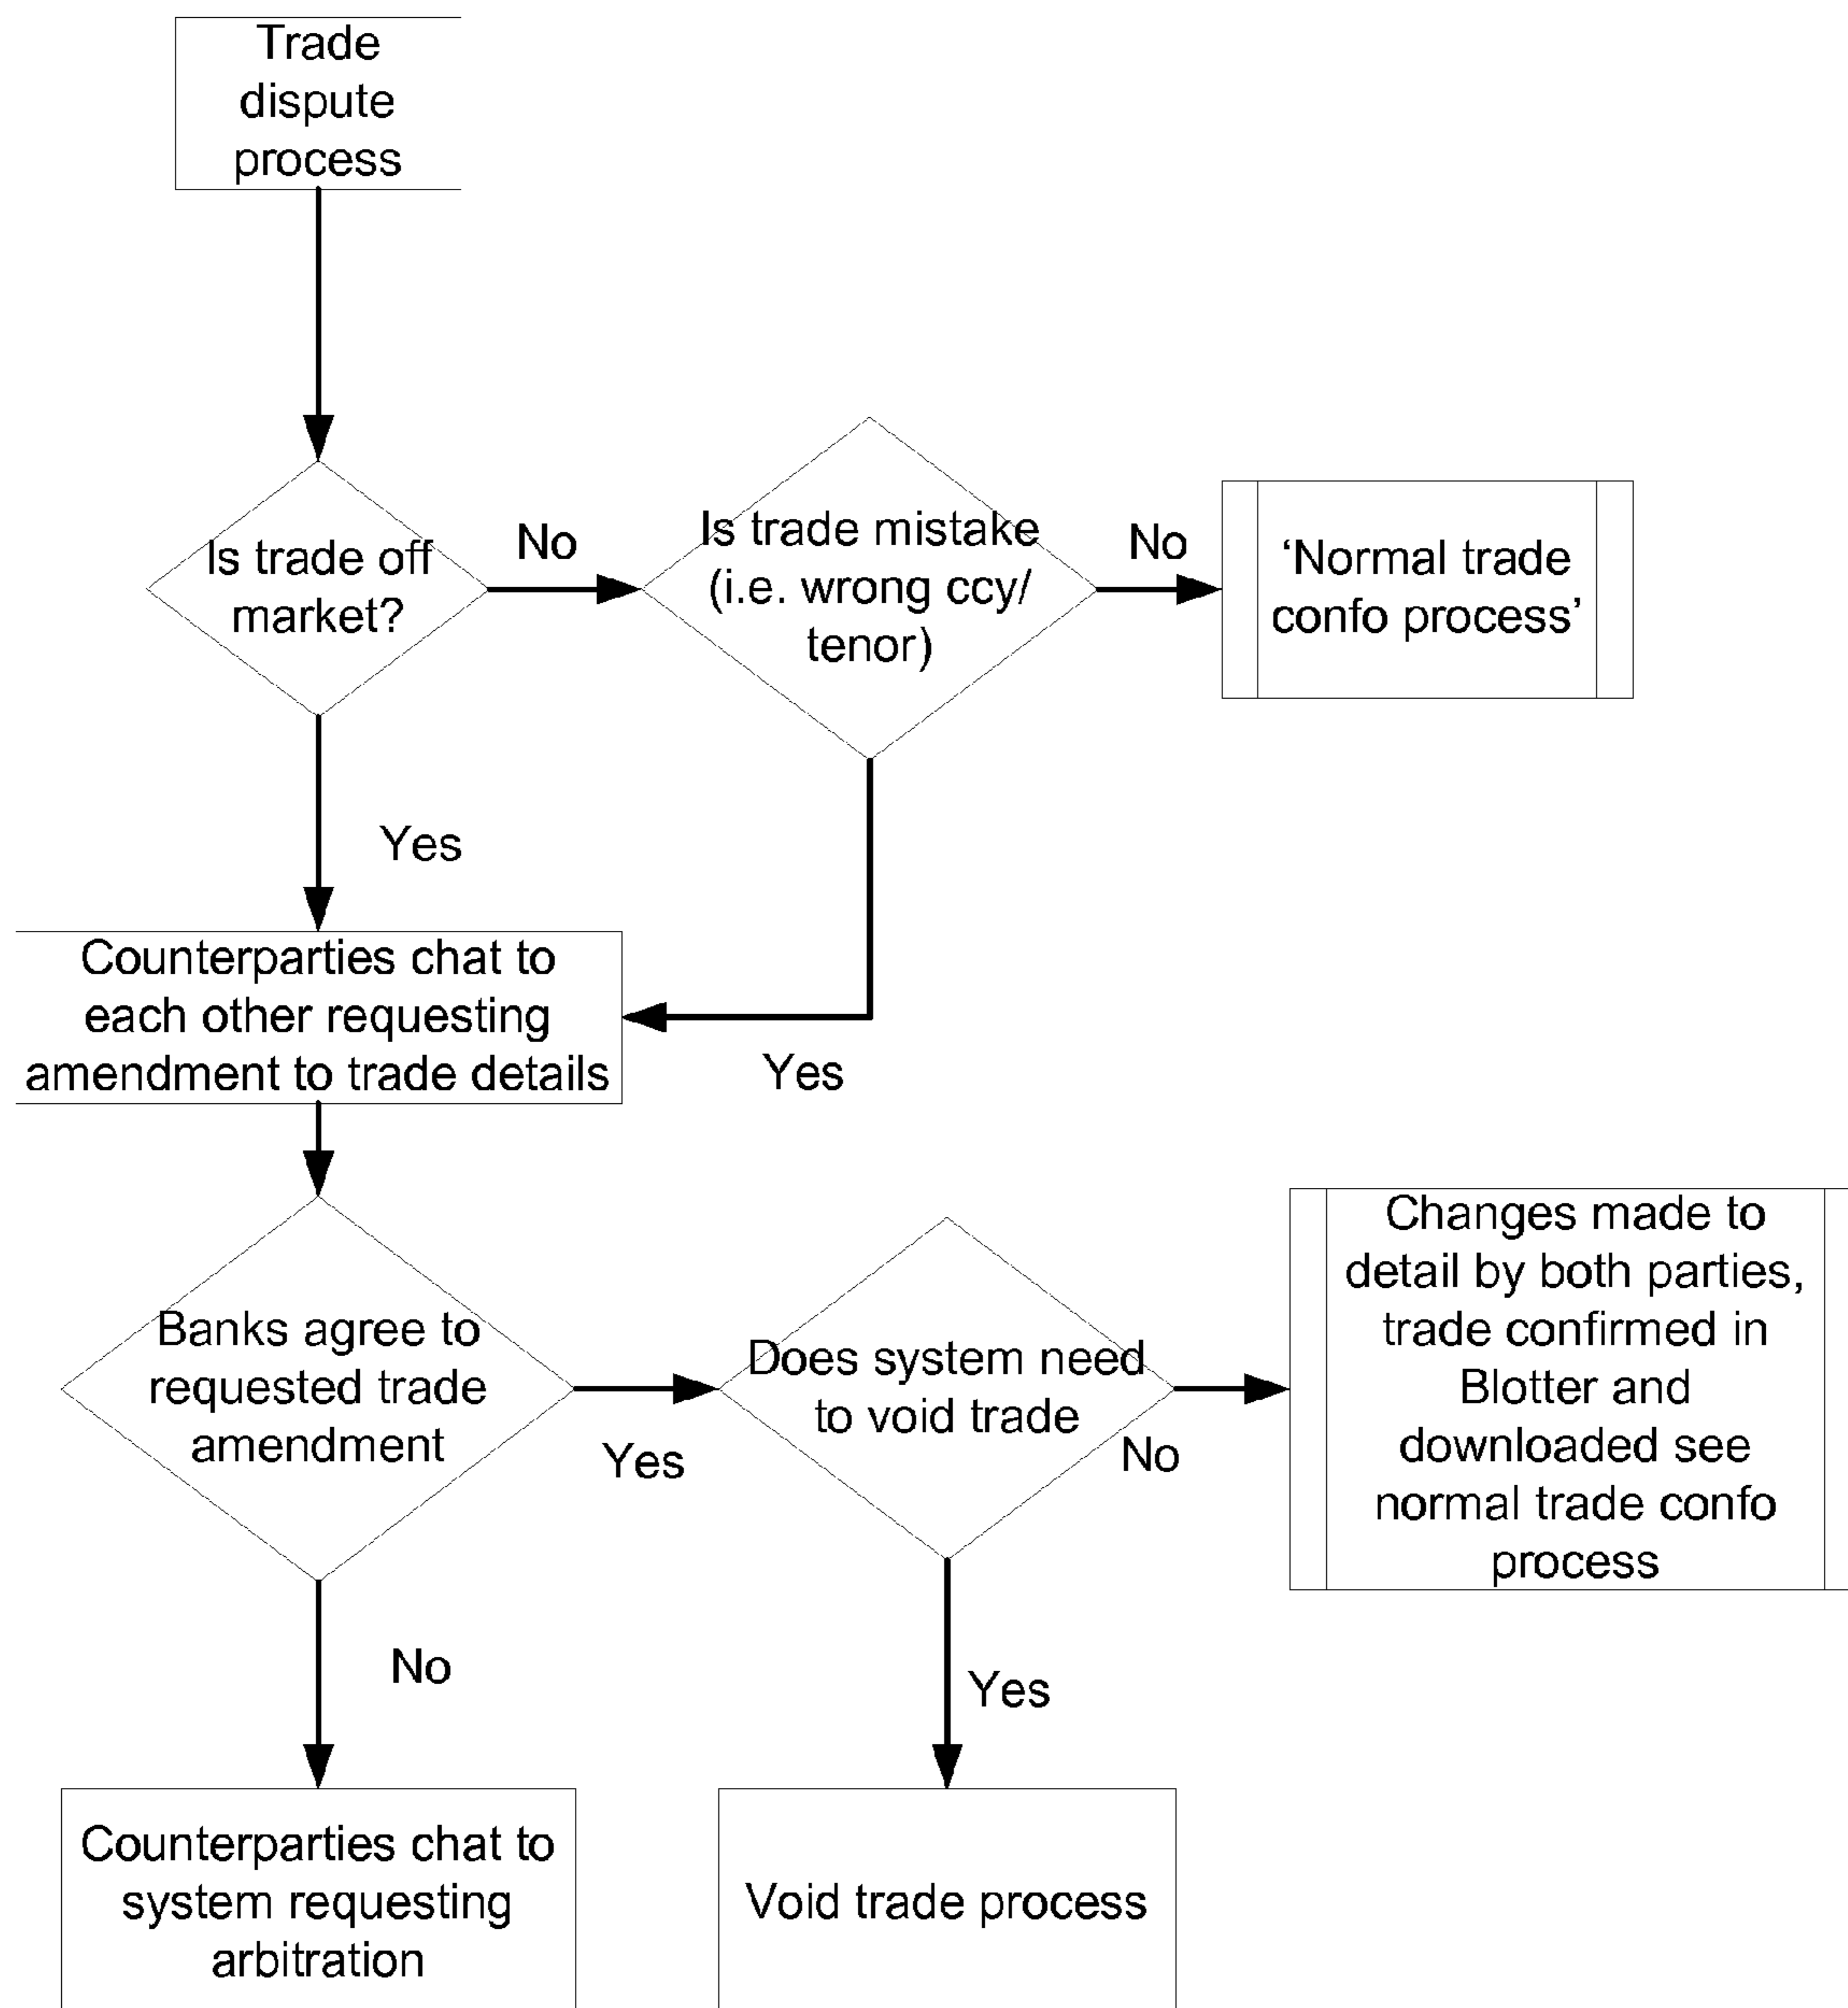 Trade
dispute
process
Is trade off
market?
No
Is trade mistake
(i.e. wrong ccy/
tenor)
No
‘Normal trade
confo process’
Yes
Counterparties chat to
each other requesting
amendment to trade details
Yes
Banks agree to
requested trade
amendment
Yes
Does system need
to void trade
No
Changes made to
detail by both parties,
trade confirmed in
Blotter and
downloaded see
normal trade confo
process
No
Yes
Counterparties chat to
system requesting
arbitration
Void trade process